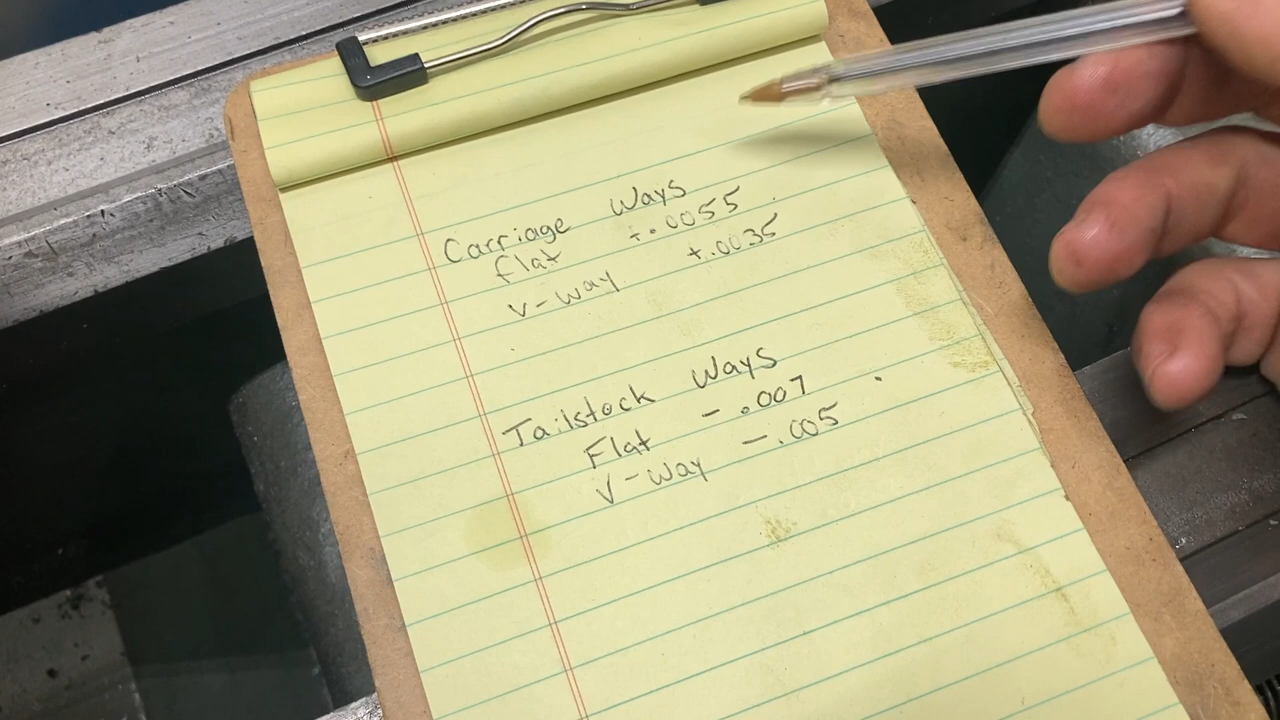 Carriage Ways
flat +.0055
V-way +.0035
Tailstock Ways
Flat -.007
V-way -.005